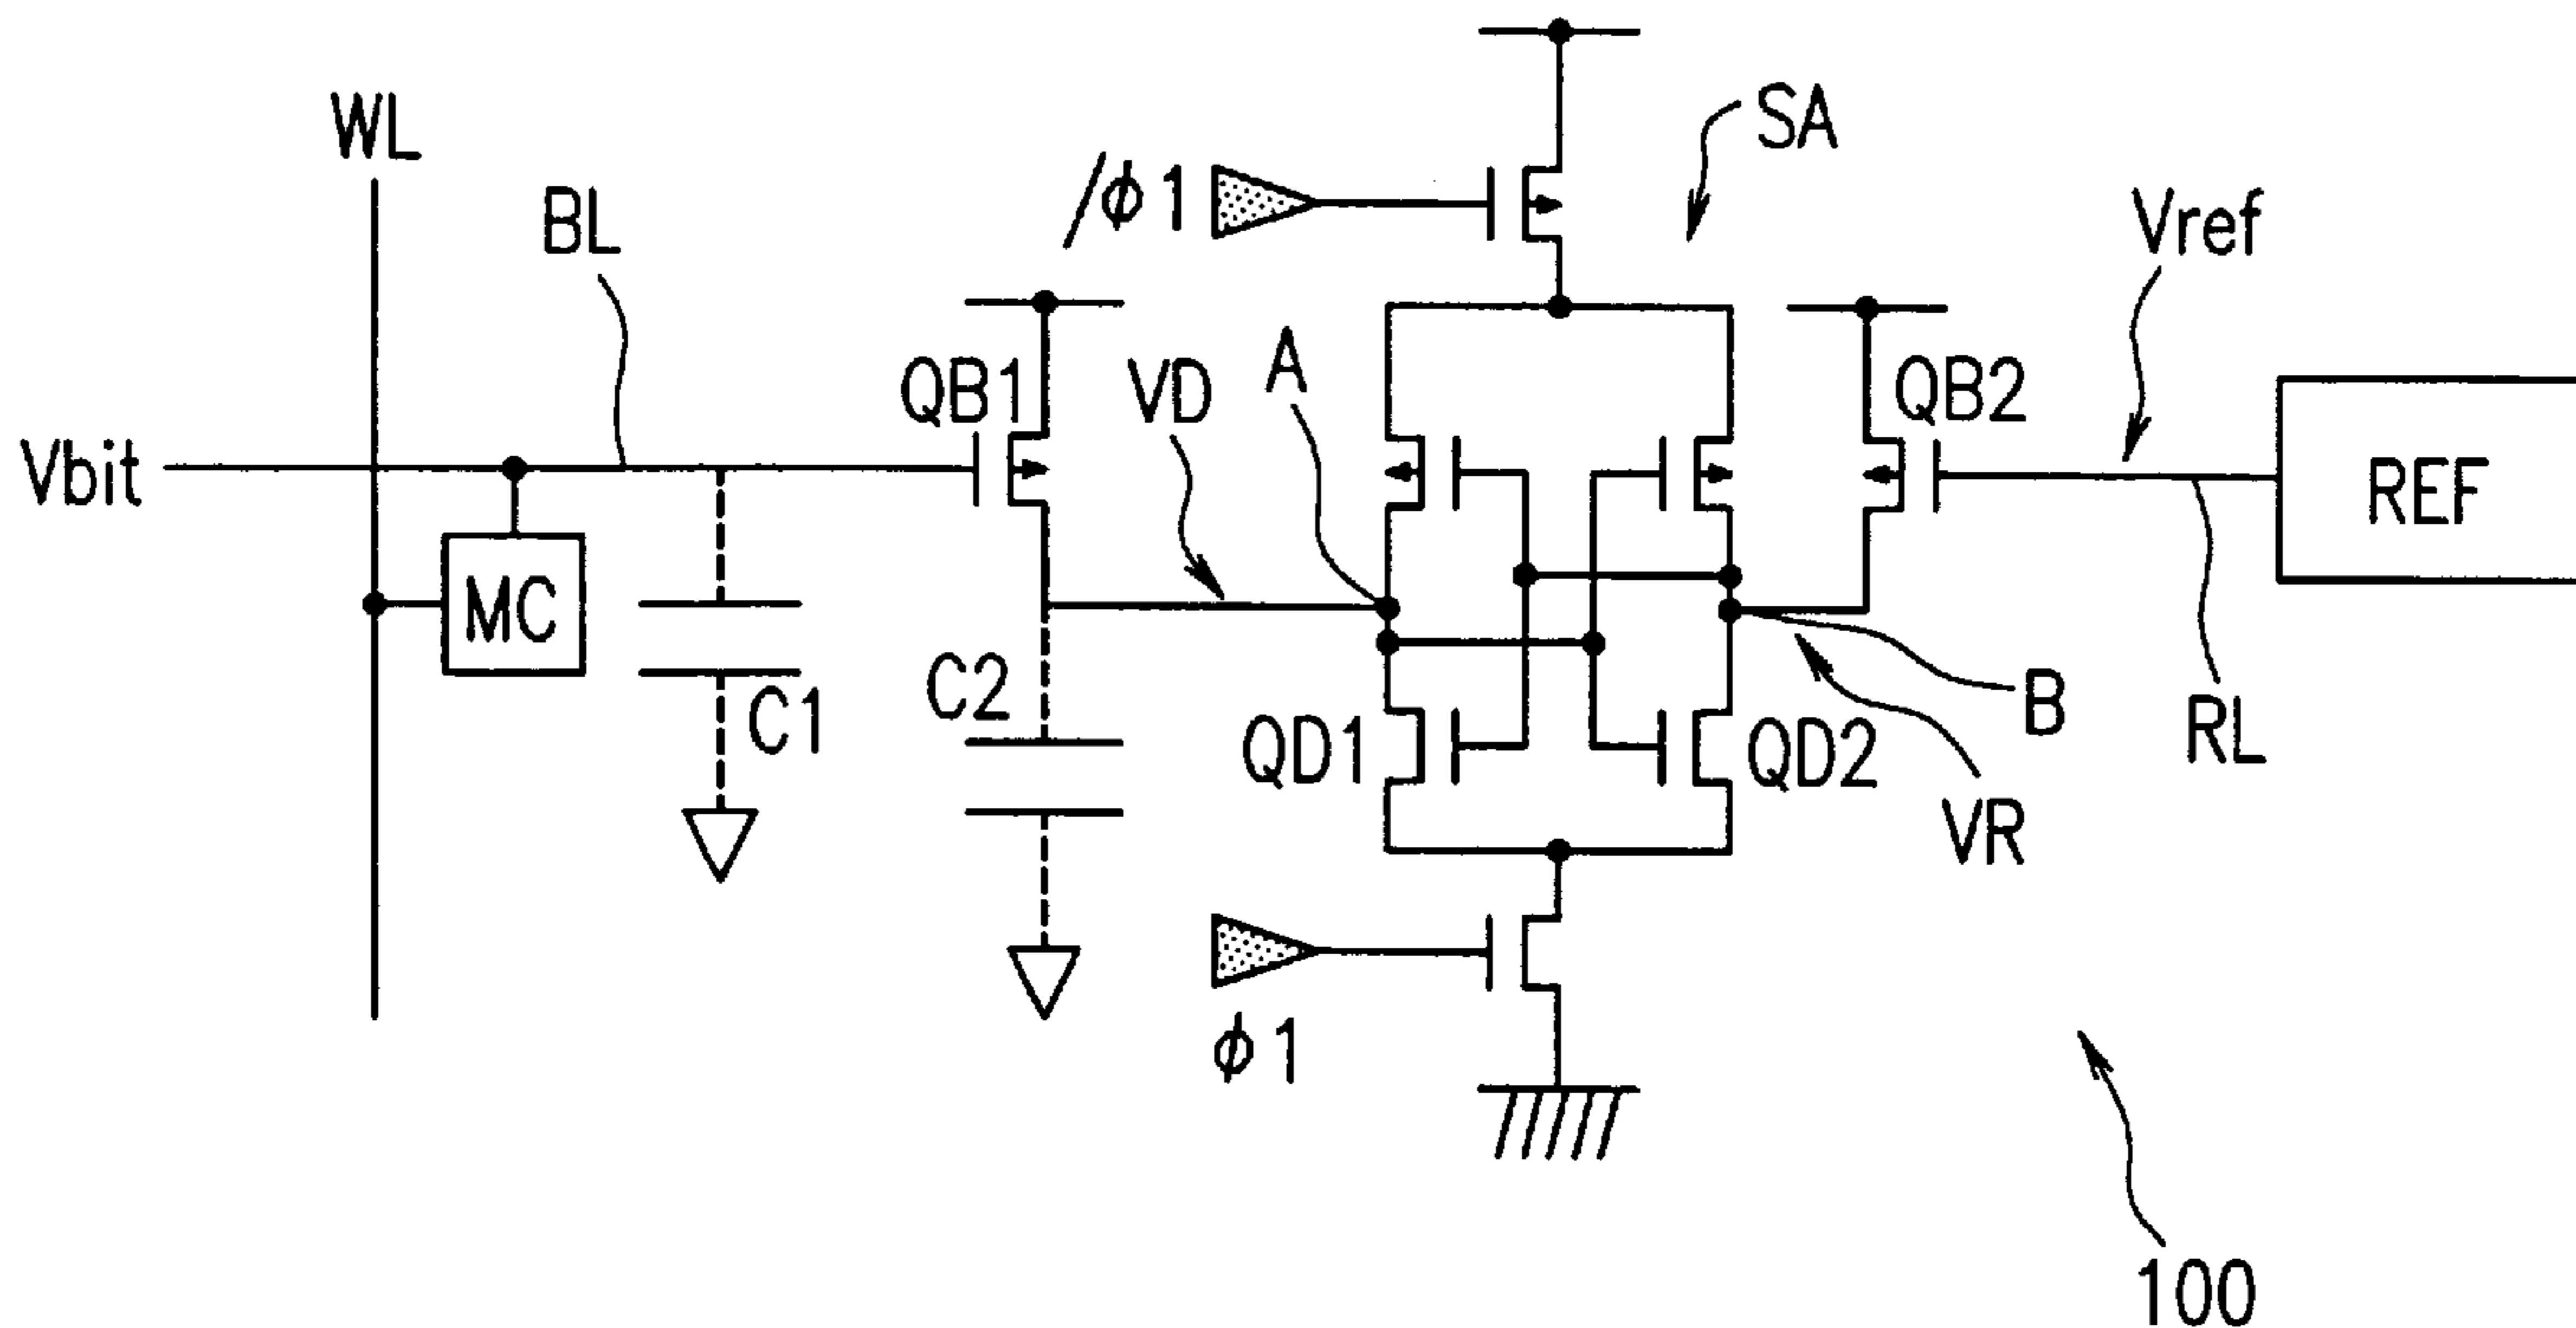 WL
SA
/ϕ1
BL
Vref
A
QB1
VD
QB2
Vbit
REF
MC
C2
B
C1
QD1
QD2
RL
VR
ϕ1
100